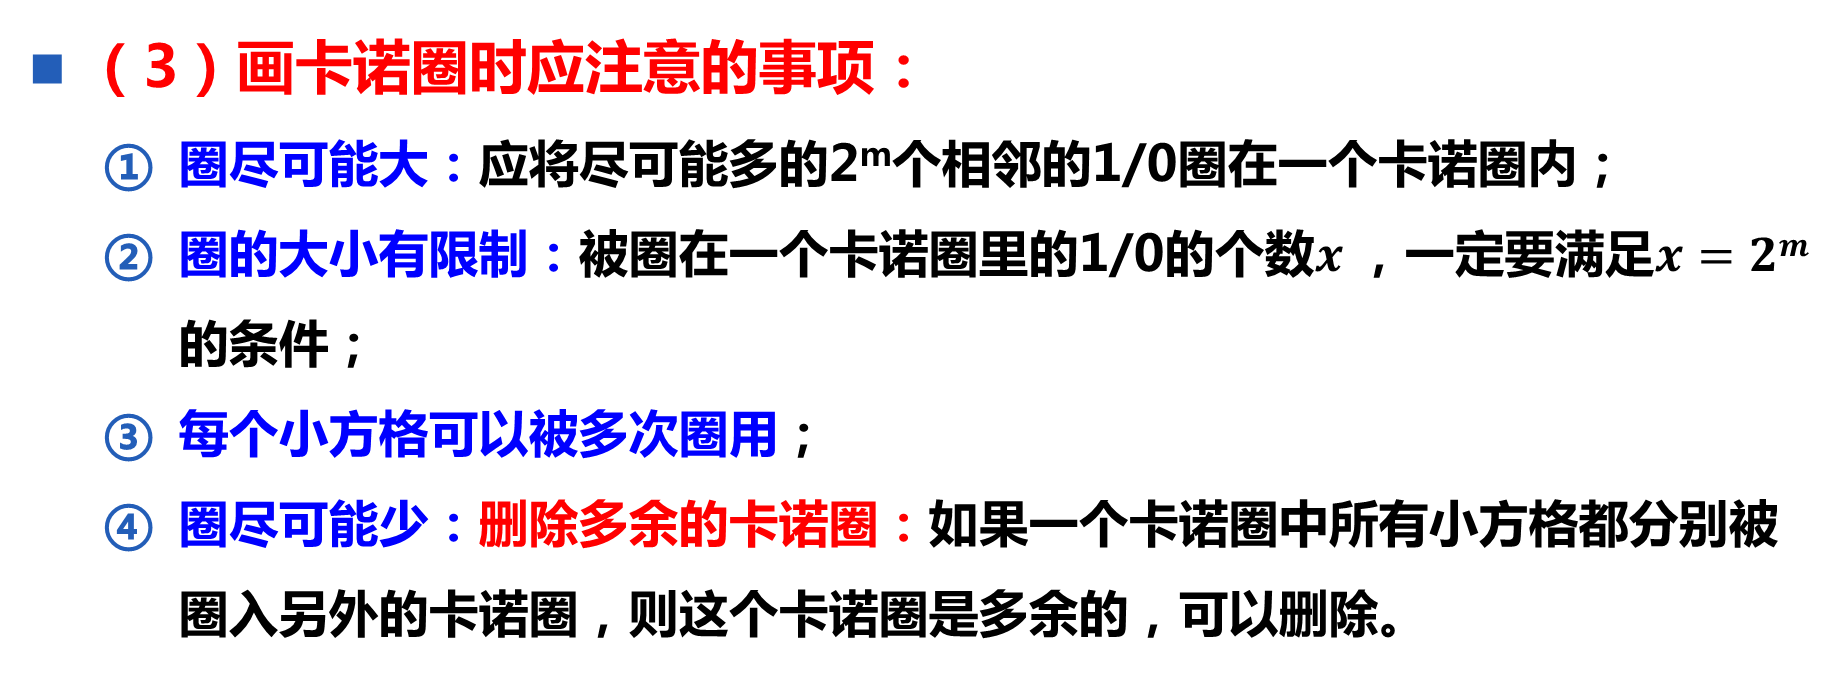 （3）画卡诺圈时应注意的事项：
① 圈尽可能大：应将尽可能多的2ᵐ个相邻的1/0圈在一个卡诺圈内；
② 圈的大小有限制：被圈在一个卡诺圈里的1/0的个数x，一定要满足x = 2ᵐ
的条件；
③ 每个小方格可以被多次圈用；
④ 圈尽可能少：删除多余的卡诺圈：如果一个卡诺圈中所有小方格都分别被
圈入另外的卡诺圈，则这个卡诺圈是多余的，可以删除。